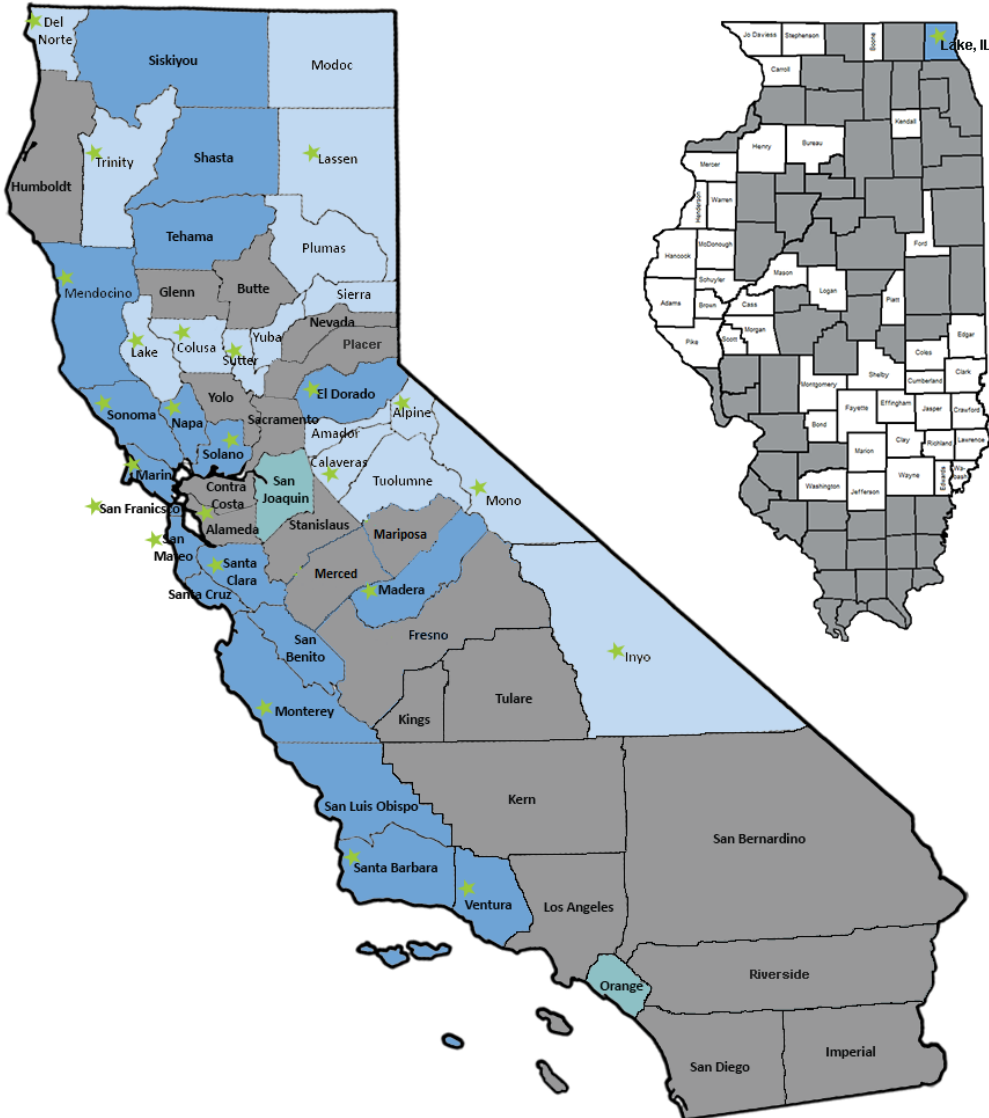 Del
Norte
Siskiyou
Modoc
Trinity
Shasta
Lassen
Humboldt
Tehama
Plumas
Mendocino
Glenn
Butte
Sierra
Nevada
Placer
Lake
Colusa
Sutter
Yuba
Yolo
El Dorado
Sonoma
Napa
Sacramento
Alpine
Amador
Solano
Marin
Calaveras
Tuolumne
San
Joaquin
Mono
Contra
Costa
San Franicsco
Alameda
Stanislaus
Mariposa
San
Mateo
Santa
Clara
Merced
Santa Cruz
Madera
Fresno
San
Benito
Inyo
Monterey
Kings
Tulare
San Luis Obispo
Kern
San Bernardino
Santa Barbara
Ventura
Los Angeles
Orange
Riverside
San Diego
Imperial
Jo Daviess
Stephenson
Boone
Lake, IL
Carroll
Kendall
Henry
Bureau
Mercer
Henderson
Warren
Hancock
McDonough
Ford
Schuyler
Mason
Logan
Piatt
Adams
Brown
Cass
Morgan
Scott
Pike
Edgar
Coles
Shelby
Clark
Cumberland
Montgomery
Fayette
Effingham
Jasper
Crawford
Bond
Marion
Clay
Richland
Lawrence
Wayne
Edwards
Wa-
bash
Washington
Jefferson